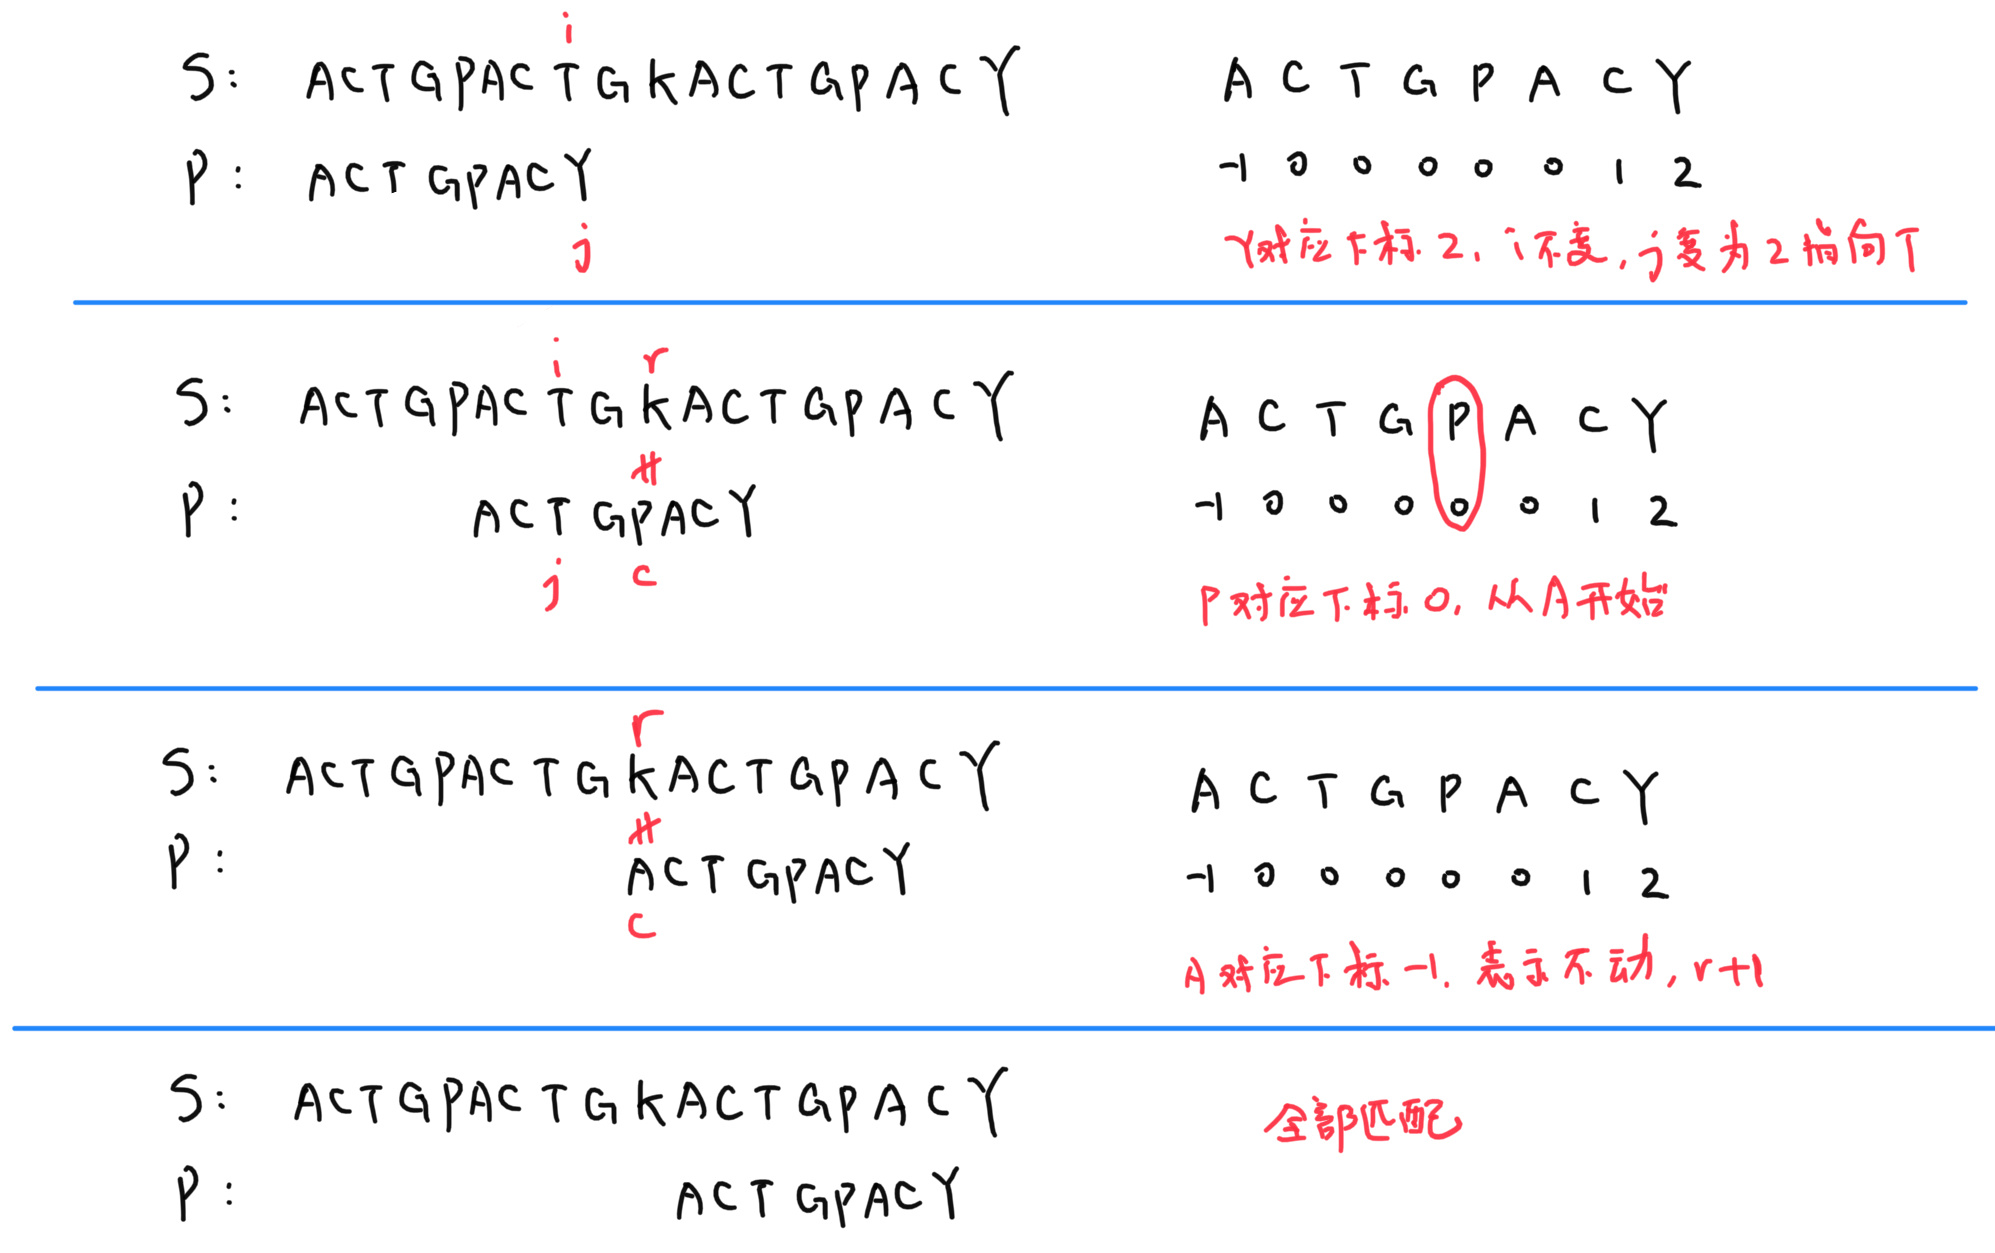 i
S: ACTGPACTGKACTGPACY
ACTGPACY
P: ACTGPACY
-1 0 0 0 0 0 1 2
j
Y对应下标2, i不变, j变为2指向T
i r
S: ACTGPACTGKACTGPACY
ACTGPACY
P: ACTGPACY
-1 0 0 0 0 0 1 2
j c
P对应下标0, 从A开始
r
S: ACTGPACTGKACTGPACY
ACTGPACY
P: ACTGPACY
-1 0 0 0 0 0 1 2
c
A对应下标-1. 表示不动, r+1
S: ACTGPACTGKACTGPACY
全部匹配
P: ACTGPACY